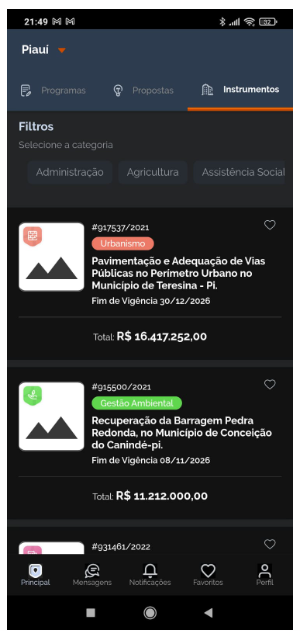 21:49
82
Piauí
Programas
Propostas
Instrumentos
Filtros
Selecione a categoria
Administração
Agricultura
Assistência Social
#917537/2021
Urbanismo
Pavimentação e Adequação de Vias
Públicas no Perímetro Urbano no
Município de Teresina - Pi.
Fim de Vigência 30/12/2026
Total: R$ 16.417.252,00
#915500/2021
Gestão Ambiental
Recuperação da Barragem Pedra
Redonda, no Município de Conceição
do Canindé-pi.
Fim de Vigência 08/11/2026
Total: R$ 11.212.000,00
#931461/2022
Principal
Mensagens
Notificações
Favoritos
Perfil